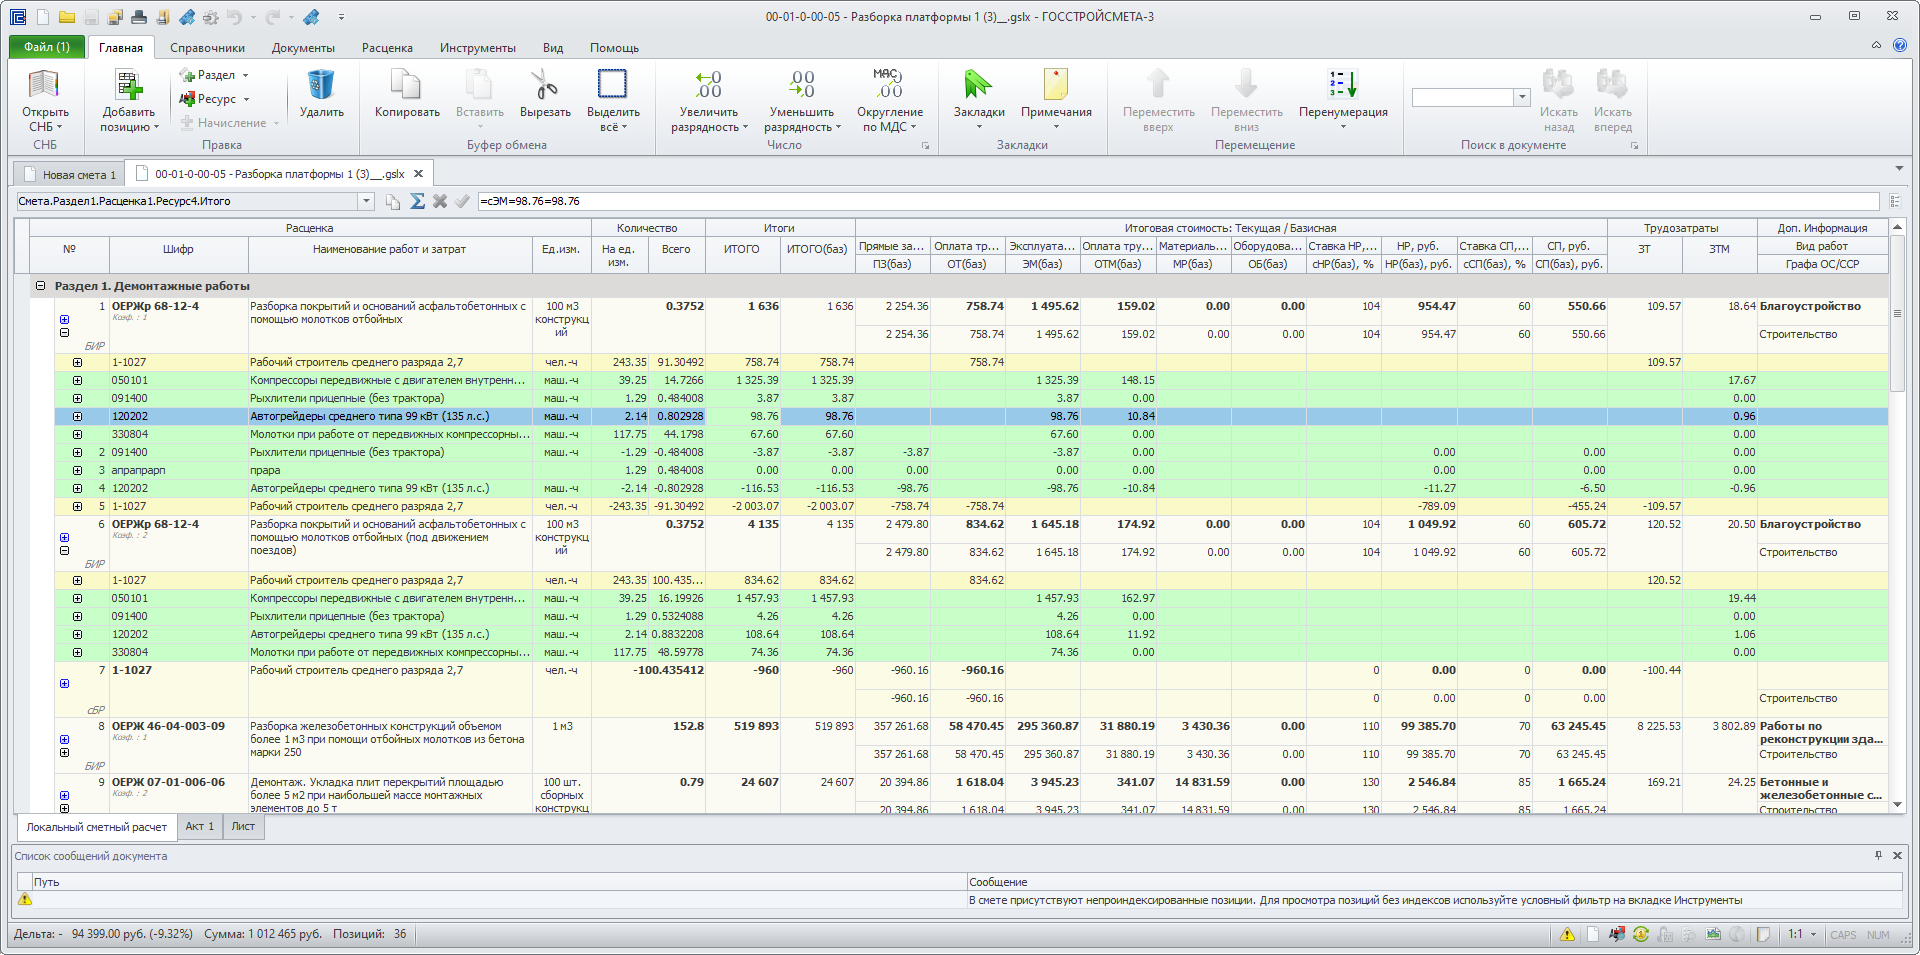 00-01-0-00-05 - Разборка платформы 1 (3)__.gslx - ГОССТРОЙСМЕТА-3
Файл (1) Главная Справочники Документы Расценка Инструменты Вид Помощь
Открыть СНБ
СНБ
Добавить позицию
Раздел
Ресурс
Начисление
Удалить
Правка
Копировать Вставить Вырезать Выделить всё
Буфер обмена
Увеличить разрядность
Уменьшить разрядность
МДС
Округление по МДС
Число
Закладки Примечания
Закладки
Переместить вверх
Переместить вниз
Перенумерация
Перемещение
Искать назад
Искать вперед
Поиск в документе
Новая смета 1 00-01-0-00-05 - Разборка платформы 1 (3)__.gslx
Смета.Раздел1.Расценка1.Ресурс4.Итого =сЭМ=98.76=98.76
Расценка Количество Итоги Итоговая стоимость: Текущая / Базисная Трудозатраты Доп. Информация
№ Шифр Наименование работ и затрат Ед.изм. На ед. изм. Всего ИТОГО ИТОГО(баз) Прямые за... Оплата тр... Эксплуата... Оплата тру... Материаль... Оборудова... Ставка НР,... НР, руб. Ставка СП,... СП, руб. ЗТ ЗТМ Вид работ
ПЗ(баз) ОТ(баз) ЭМ(баз) ОТМ(баз) МР(баз) ОБ(баз) сНР(баз), % НР(баз), руб. сСП(баз), % СП(баз), руб. Графа ОС/ССР
Раздел 1. Демонтажные работы
1 ОЕРЖр 68-12-4 Разборка покрытий и оснований асфальтобетонных с 100 м3 0.3752 1 636 1 636 2 254.36 758.74 1 495.62 159.02 0.00 0.00 104 954.47 60 550.66 109.57 18.64 Благоустройство
Коэф. : 1 помощью молотков отбойных конструкц
ий 2 254.36 758.74 1 495.62 159.02 0.00 0.00 104 954.47 60 550.66 Строительство
БИР
1-1027 Рабочий строитель среднего разряда 2,7 чел.-ч 243.35 91.30492 758.74 758.74 758.74 109.57
050101 Компрессоры передвижные с двигателем внутренн... маш.-ч 39.25 14.7266 1 325.39 1 325.39 1 325.39 148.15 17.67
091400 Рыхлители прицепные (без трактора) маш.-ч 1.29 0.484008 3.87 3.87 3.87 0.00 0.00
120202 Автогрейдеры среднего типа 99 кВт (135 л.с.) маш.-ч 2.14 0.802928 98.76 98.76 98.76 10.84 0.96
330804 Молотки при работе от передвижных компрессорны... маш.-ч 117.75 44.1798 67.60 67.60 67.60 0.00 0.00
2 091400 Рыхлители прицепные (без трактора) маш.-ч -1.29 -0.484008 -3.87 -3.87 -3.87 -3.87 0.00 0.00 0.00 0.00
3 апрапрарп прара 1.29 0.484008 0.00 0.00 0.00 0.00 0.00 0.00 0.00 0.00
4 120202 Автогрейдеры среднего типа 99 кВт (135 л.с.) маш.-ч -2.14 -0.802928 -116.53 -116.53 -98.76 -98.76 -10.84 -11.27 -6.50 -0.96
5 1-1027 Рабочий строитель среднего разряда 2,7 чел.-ч -243.35 -91.30492 -2 003.07 -2 003.07 -758.74 -758.74 -789.09 -455.24 -109.57
6 ОЕРЖр 68-12-4 Разборка покрытий и оснований асфальтобетонных с 100 м3 0.3752 4 135 4 135 2 479.80 834.62 1 645.18 174.92 0.00 0.00 104 1 049.92 60 605.72 120.52 20.50 Благоустройство
Коэф. : 2 помощью молотков отбойных (под движением конструкц
поездов) ий 2 479.80 834.62 1 645.18 174.92 0.00 0.00 104 1 049.92 60 605.72 Строительство
БИР
1-1027 Рабочий строитель среднего разряда 2,7 чел.-ч 243.35 100.435... 834.62 834.62 834.62 120.52
050101 Компрессоры передвижные с двигателем внутренн... маш.-ч 39.25 16.19926 1 457.93 1 457.93 1 457.93 162.97 19.44
091400 Рыхлители прицепные (без трактора) маш.-ч 1.29 0.5324088 4.26 4.26 4.26 0.00 0.00
120202 Автогрейдеры среднего типа 99 кВт (135 л.с.) маш.-ч 2.14 0.8832208 108.64 108.64 108.64 11.92 1.06
330804 Молотки при работе от передвижных компрессорны... маш.-ч 117.75 48.59778 74.36 74.36 74.36 0.00 0.00
7 1-1027 Рабочий строитель среднего разряда 2,7 чел.-ч -100.435412 -960 -960 -960.16 -960.16 0 0.00 0 0.00 -100.44
-960.16 -960.16 0 0.00 0 0.00 Строительство
сБР
8 ОЕРЖ 46-04-003-09 Разборка железобетонных конструкций объемом 1 м3 152.8 519 893 519 893 357 261.68 58 470.45 295 360.87 31 880.19 3 430.36 0.00 110 99 385.70 70 63 245.45 8 225.53 3 802.89 Работы по
Коэф. : 1 более 1 м3 при помощи отбойных молотков из бетона реконструкции зда...
марки 250 357 261.68 58 470.45 295 360.87 31 880.19 3 430.36 0.00 110 99 385.70 70 63 245.45 Строительство
БИР
9 ОЕРЖ 07-01-006-06 Демонтаж. Укладка плит перекрытий площадью 100 шт. 0.79 24 607 24 607 20 394.86 1 618.04 3 945.23 341.07 14 831.59 0.00 130 2 546.84 85 1 665.24 169.21 24.25 Бетонные и
Коэф. : 2 более 5 м2 при наибольшей массе монтажных сборных железобетонные с...
элементов до 5 т конструкц 20 394.86 1 618.04 3 945.23 341.07 14 831.59 0.00 130 2 546.84 85 1 665.24 Строительство
Локальный сметный расчет Акт 1 Лист
Список сообщений документа
Путь Сообщение
В смете присутствуют непроиндексированные позиции. Для просмотра позиций без индексов используйте условный фильтр на вкладке Инструменты
Дельта: - 94 399.00 руб. (-9.32%) Сумма: 1 012 465 руб. Позиций: 36 1:1 CAPS NUM